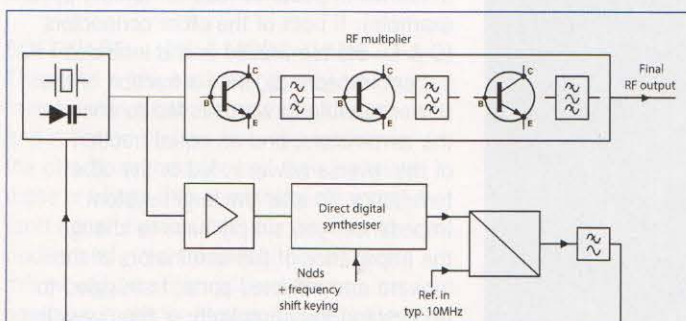 RF multiplier
C
B
E
C
B
E
C
B
E
Final
RF output
Direct digital
synthesiser
Ndds
+ frequency
shift keying
Ref. in
typ. 10MHz